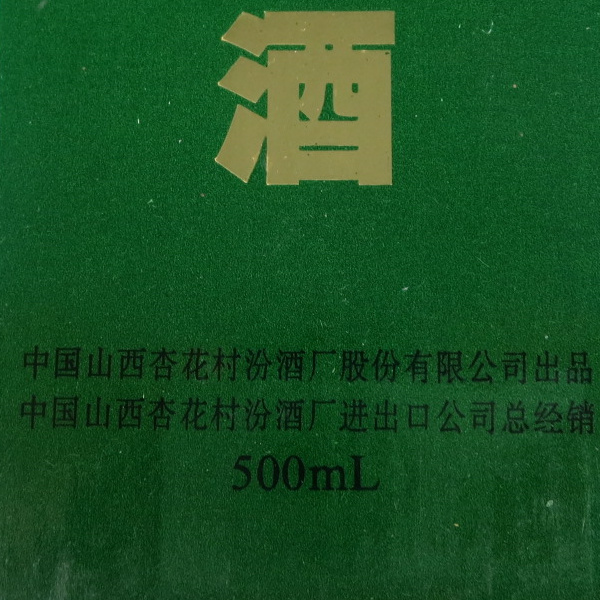 酒
中国山西杏花村汾酒厂股份有限公司出品
中国山西杏花村汾酒厂进出口公司总经销
500mL